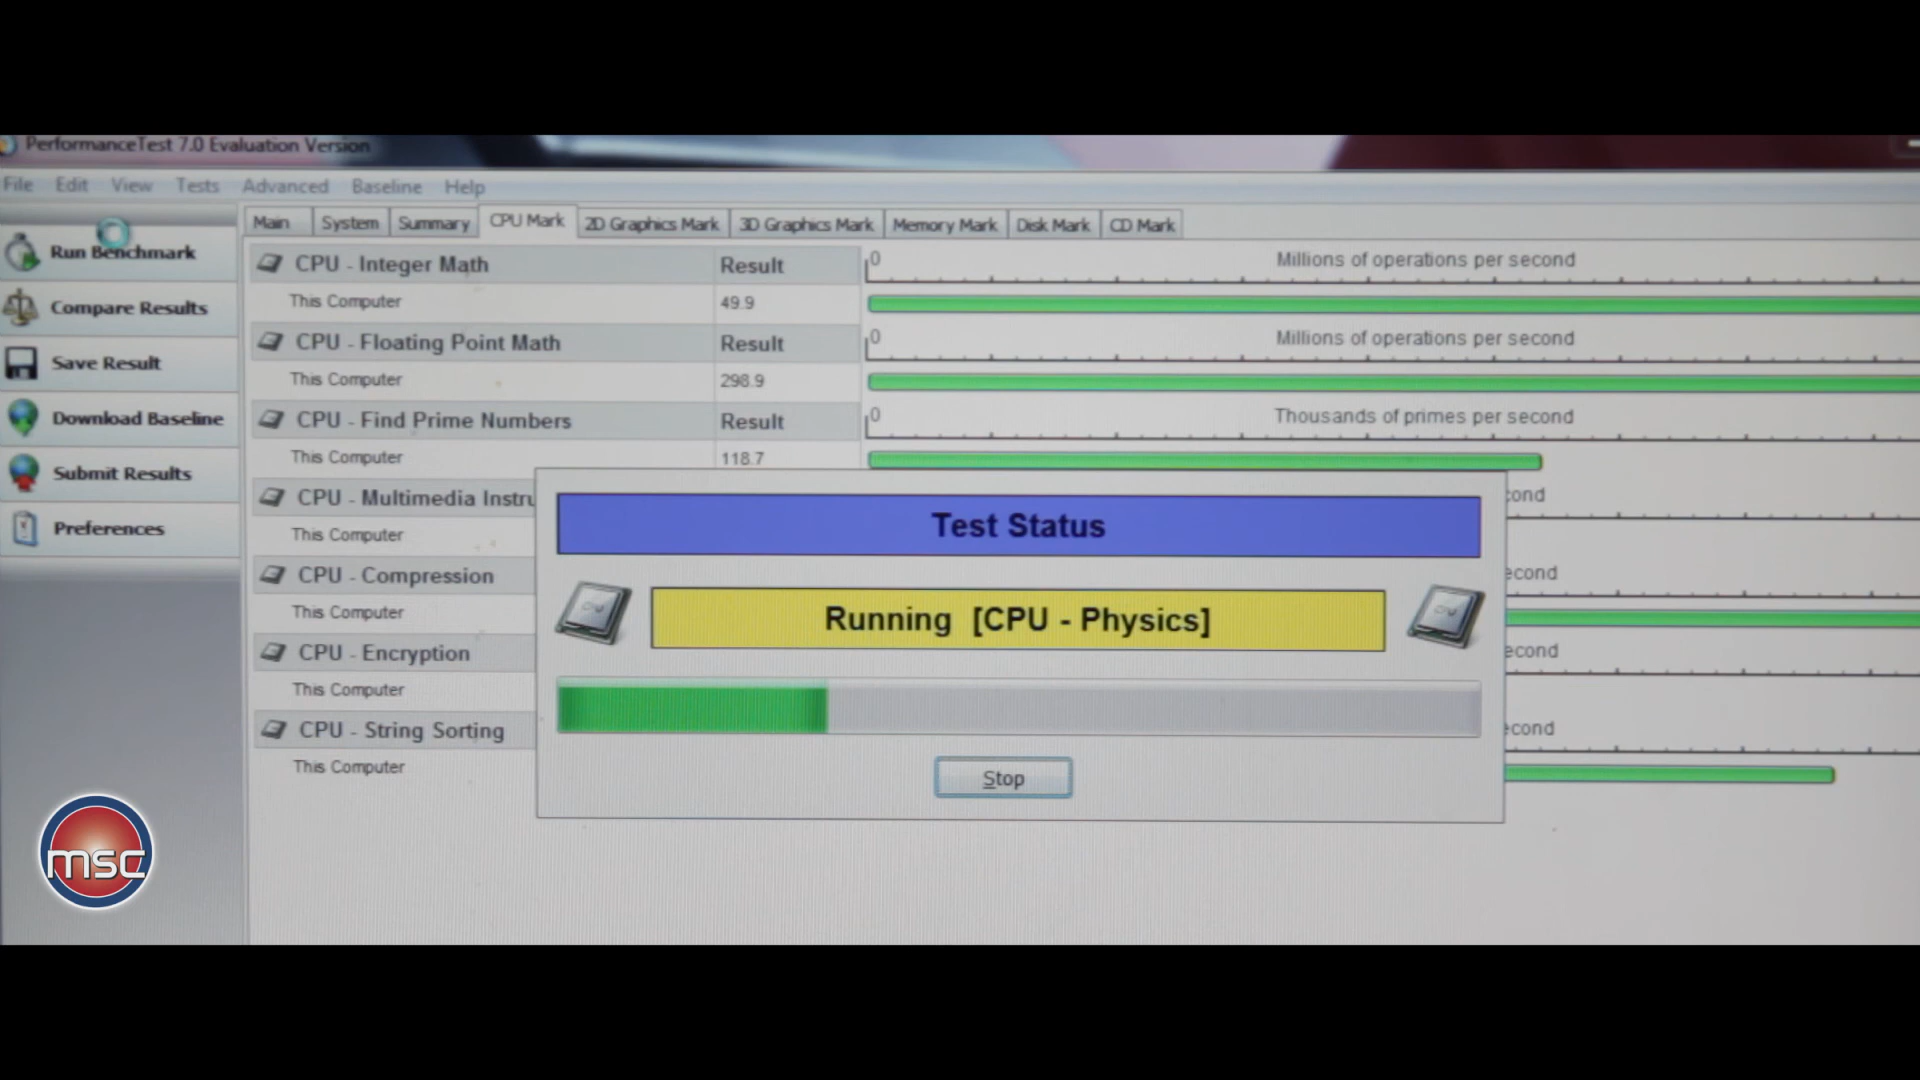 PerformanceTest 7.0 Evaluation Version
File Edit View Tests Advanced Baseline Help
Main System Summary CPU Mark 2D Graphics Mark 3D Graphics Mark Memory Mark Disk Mark CD Mark
Run Benchmark
Compare Results
Save Result
Download Baseline
Submit Results
Preferences
CPU - Integer Math Result 0 Millions of operations per second
This Computer 49.9
CPU - Floating Point Math Result 0 Millions of operations per second
This Computer 298.9
CPU - Find Prime Numbers Result 0 Thousands of primes per second
This Computer 118.7
CPU - Multimedia Instru cond
This Computer
CPU - Compression econd
This Computer
CPU - Encryption econd
This Computer
CPU - String Sorting econd
This Computer
Test Status
CPU Running [CPU - Physics] CPU
Stop
msc